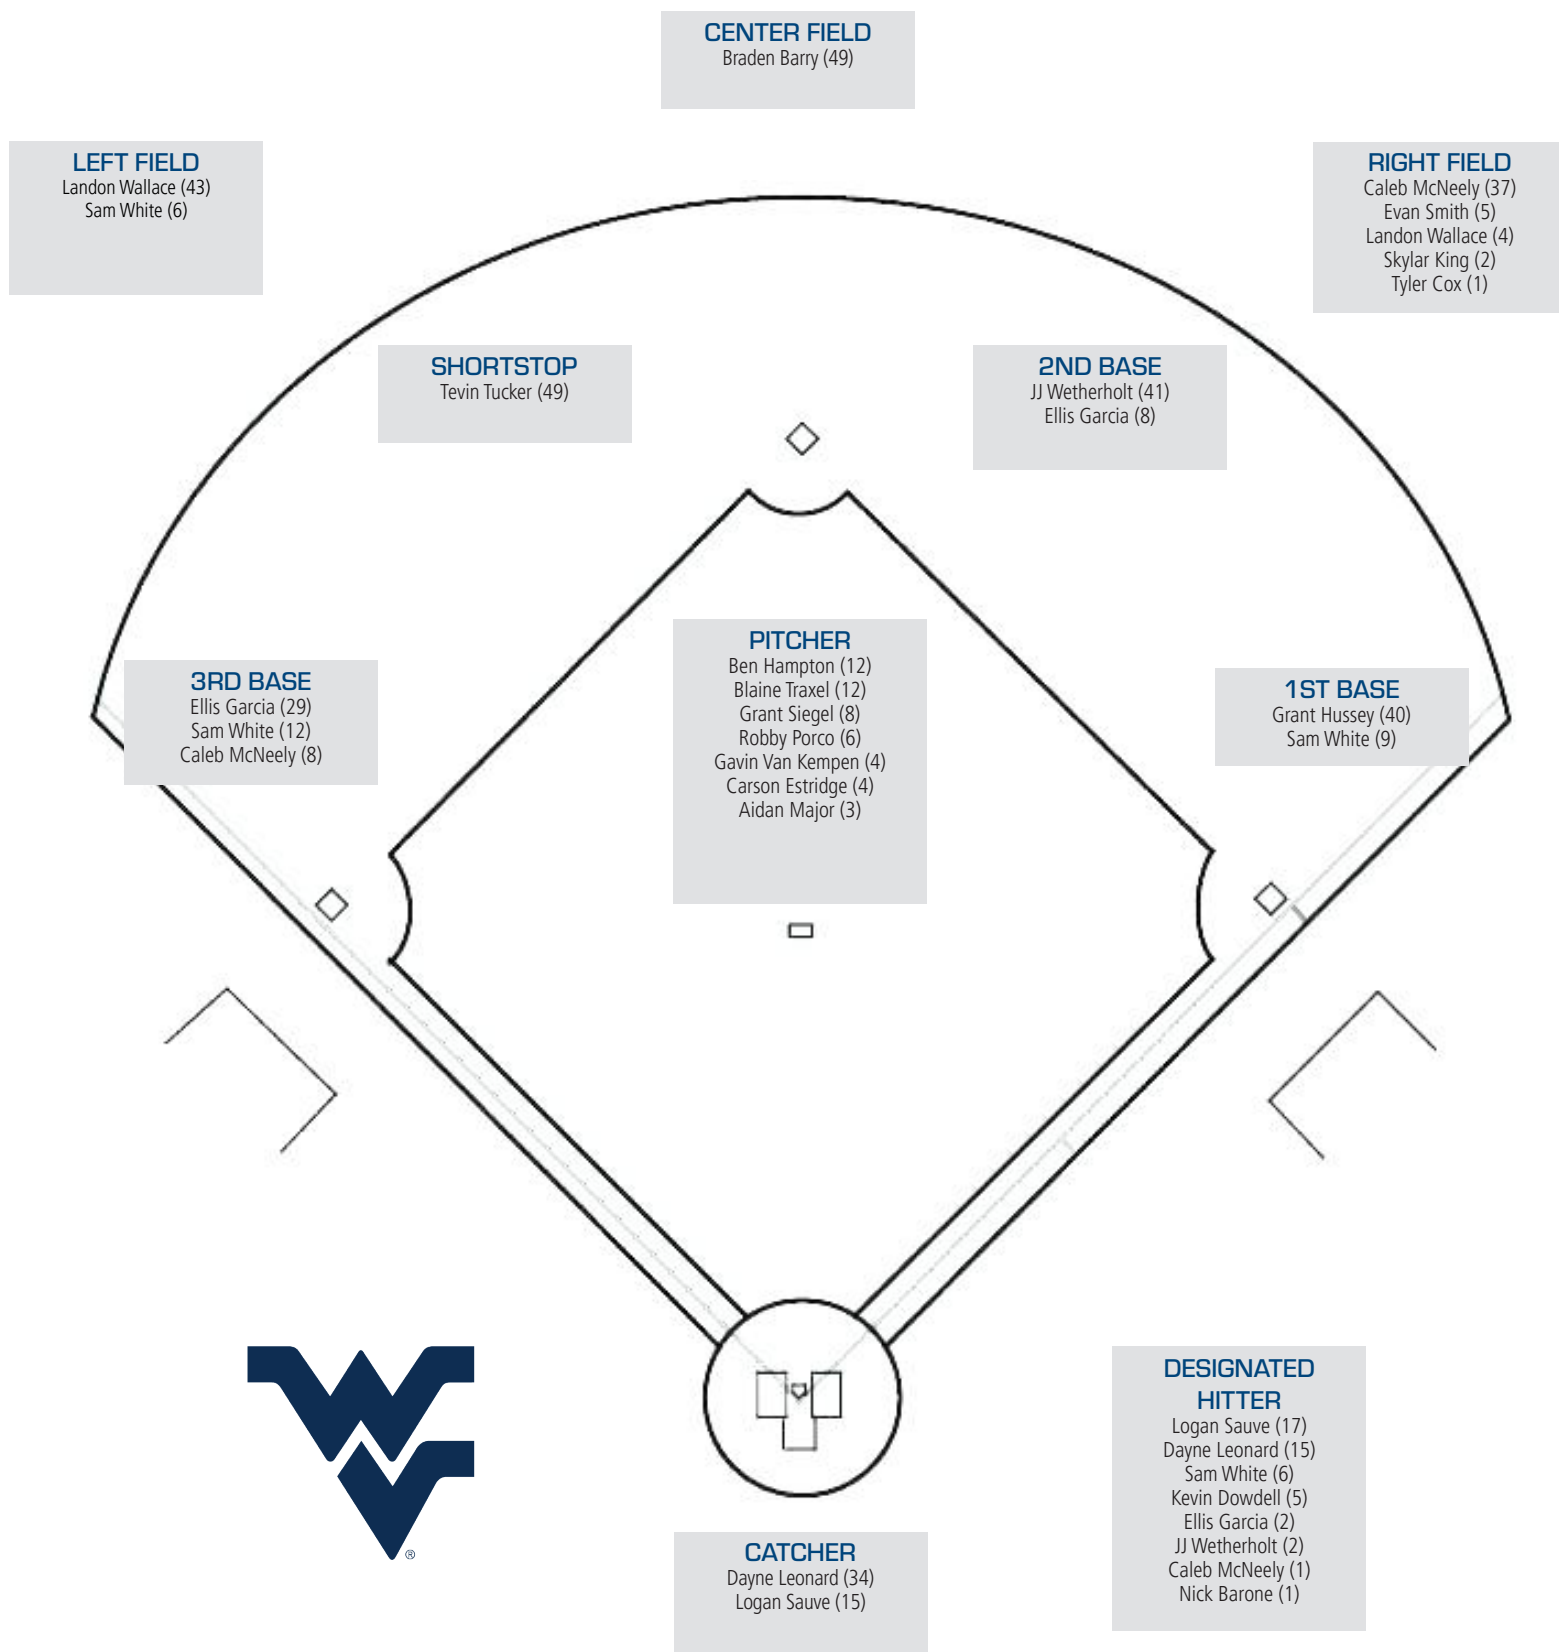 CENTER FIELD
Braden Barry (49)
LEFT FIELD
Landon Wallace (43)
Sam White (6)
RIGHT FIELD
Caleb McNeely (37)
Evan Smith (5)
Landon Wallace (4)
Skylar King (2)
Tyler Cox (1)
SHORTSTOP
Tevin Tucker (49)
2ND BASE
JJ Wetherholt (41)
Ellis Garcia (8)
PITCHER
Ben Hampton (12)
Blaine Traxel (12)
Grant Siegel (8)
Robby Porco (6)
Gavin Van Kempen (4)
Carson Estridge (4)
Aidan Major (3)
3RD BASE
Ellis Garcia (29)
Sam White (12)
Caleb McNeely (8)
1ST BASE
Grant Hussey (40)
Sam White (9)
WV
®
DESIGNATED
HITTER
Logan Sauve (17)
Dayne Leonard (15)
Sam White (6)
Kevin Dowdell (5)
Ellis Garcia (2)
JJ Wetherholt (2)
Caleb McNeely (1)
Nick Barone (1)
CATCHER
Dayne Leonard (34)
Logan Sauve (15)